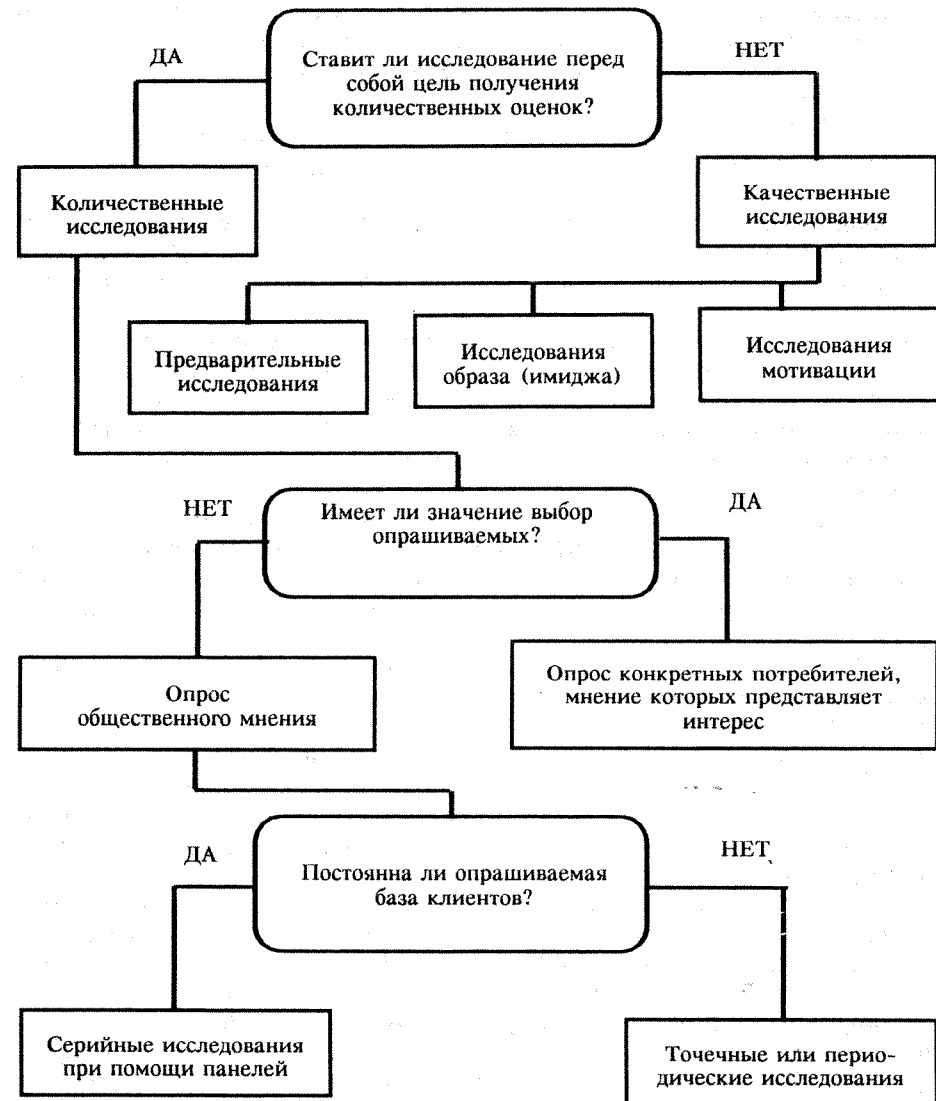 ДА
НЕТ
Ставит ли исследование перед
собой цель получения
количественных оценок?
Количественные
исследования
Качественные
исследования
Предварительные
исследования
Исследования
образа (имиджа)
Исследования
мотивации
НЕТ
ДА
Имеет ли значение выбор
опрашиваемых?
Опрос
общественного мнения
Опрос конкретных потребителей,
мнение которых представляет
интерес
ДА
НЕТ
Постоянна ли опрашиваемая
база клиентов?
Серийные исследования
при помощи панелей
Точечные или перио-
дические исследования